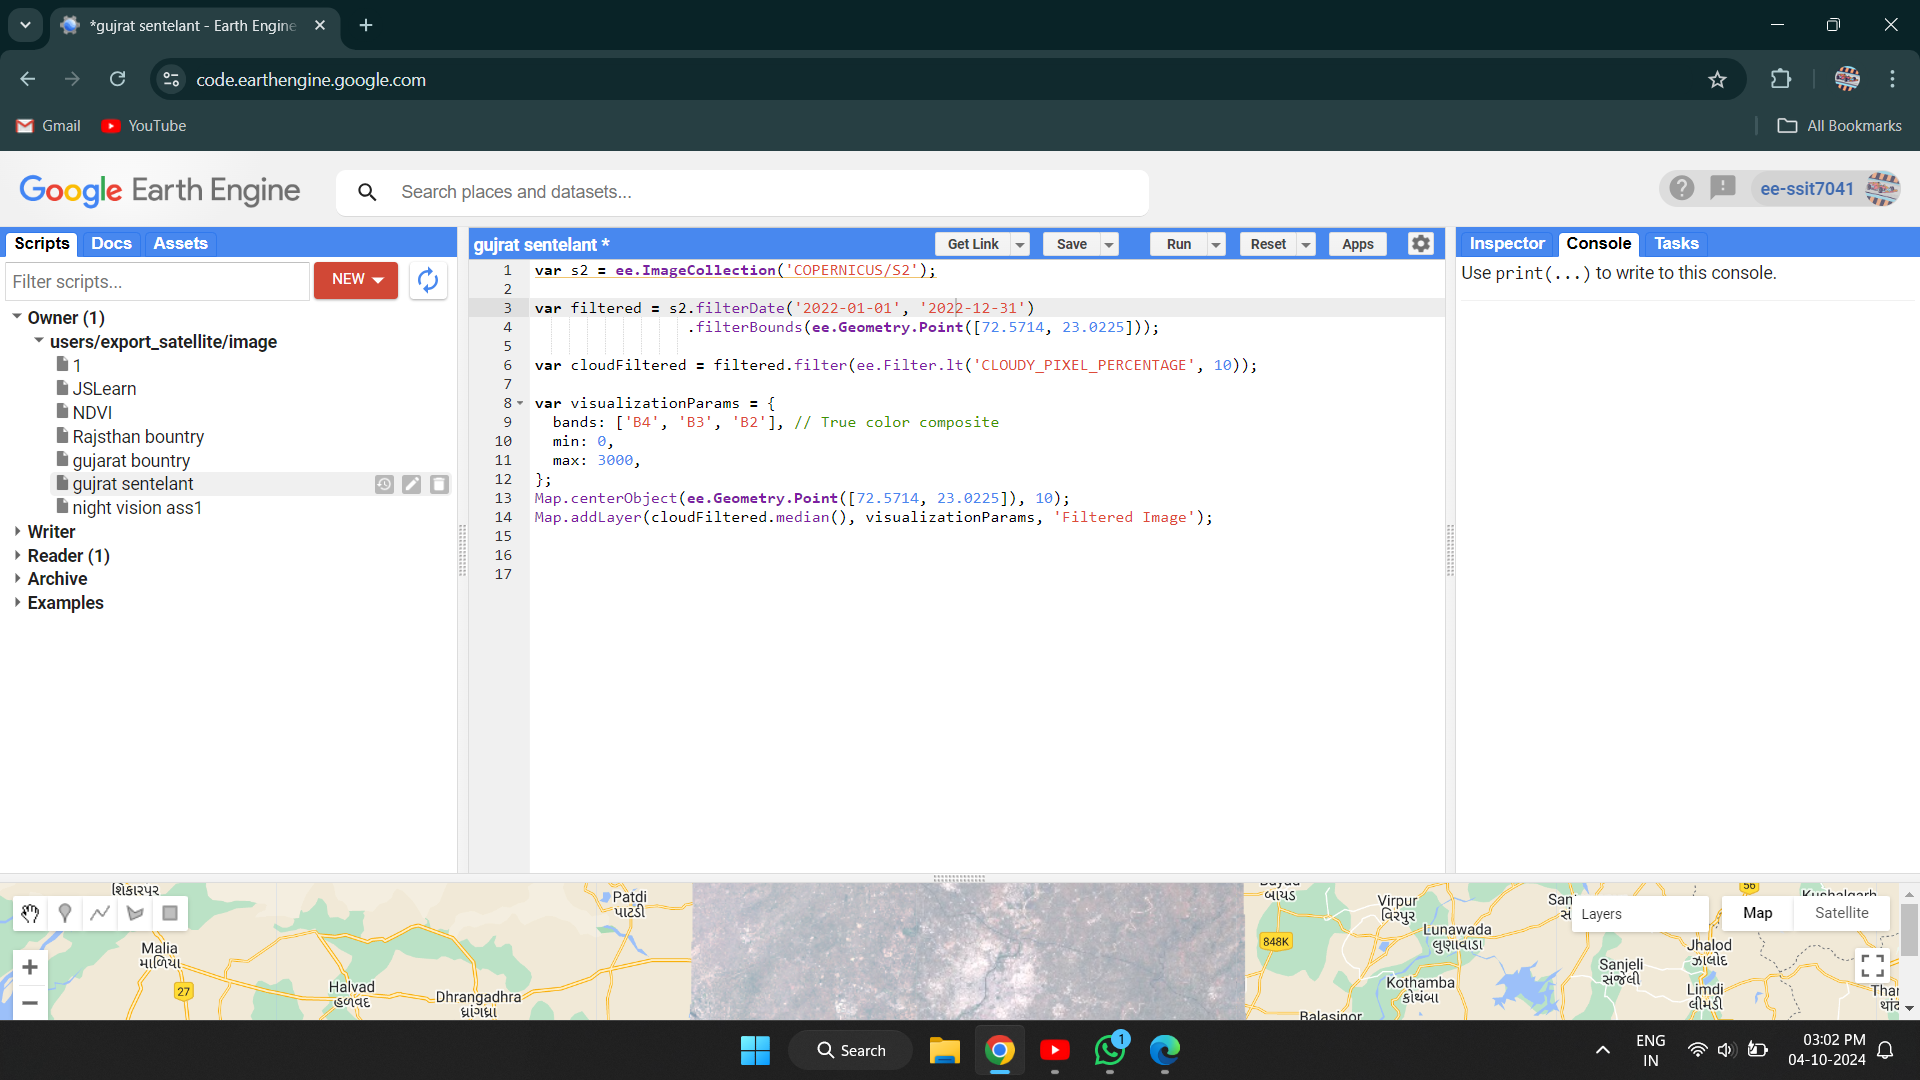 *gujrat sentelant - Earth Engine
code.earthengine.google.com
Gmail
YouTube
All Bookmarks
Google Earth Engine
Search places and datasets...
ee-ssit7041
Scripts
Docs
Assets
gujrat sentelant *
Get Link
Save
Run
Reset
Apps
Inspector
Console
Tasks
Filter scripts...
NEW
Owner (1)
users/export_satellite/image
1
JSLearn
NDVI
Rajsthan bountry
gujarat bountry
gujrat sentelant
night vision ass1
Writer
Reader (1)
Archive
Examples
1 var s2 = ee.ImageCollection('COPERNICUS/S2');
2
3 var filtered = s2.filterDate('2022-01-01', '2022-12-31')
4 .filterBounds(ee.Geometry.Point([72.5714, 23.0225]));
5
6 var cloudFiltered = filtered.filter(ee.Filter.lt('CLOUDY_PIXEL_PERCENTAGE', 10));
7
8 var visualizationParams = {
9 bands: ['B4', 'B3', 'B2'], // True color composite
10 min: 0,
11 max: 3000,
12 };
13 Map.centerObject(ee.Geometry.Point([72.5714, 23.0225]), 10);
14 Map.addLayer(cloudFiltered.median(), visualizationParams, 'Filtered Image');
15
16
17
Use print(...) to write to this console.
Patdi
પાટડી
Malia
માળિયા
27
Halvad
હળવદ
Dhrangadhra
ધ્રાંગધ્રા
બાયડ
848K
Virpur
વિરપુર
Lunawada
લુણાવાડા
Kothamba
કોથંબા
Balasinor
56
Kushalgarh
Layers
Map
Satellite
Jhalod
ઝાલોદ
Sanjeli
સંજેલી
Limdi
લીમડી
Search
1
ENG
IN
03:02 PM
04-10-2024